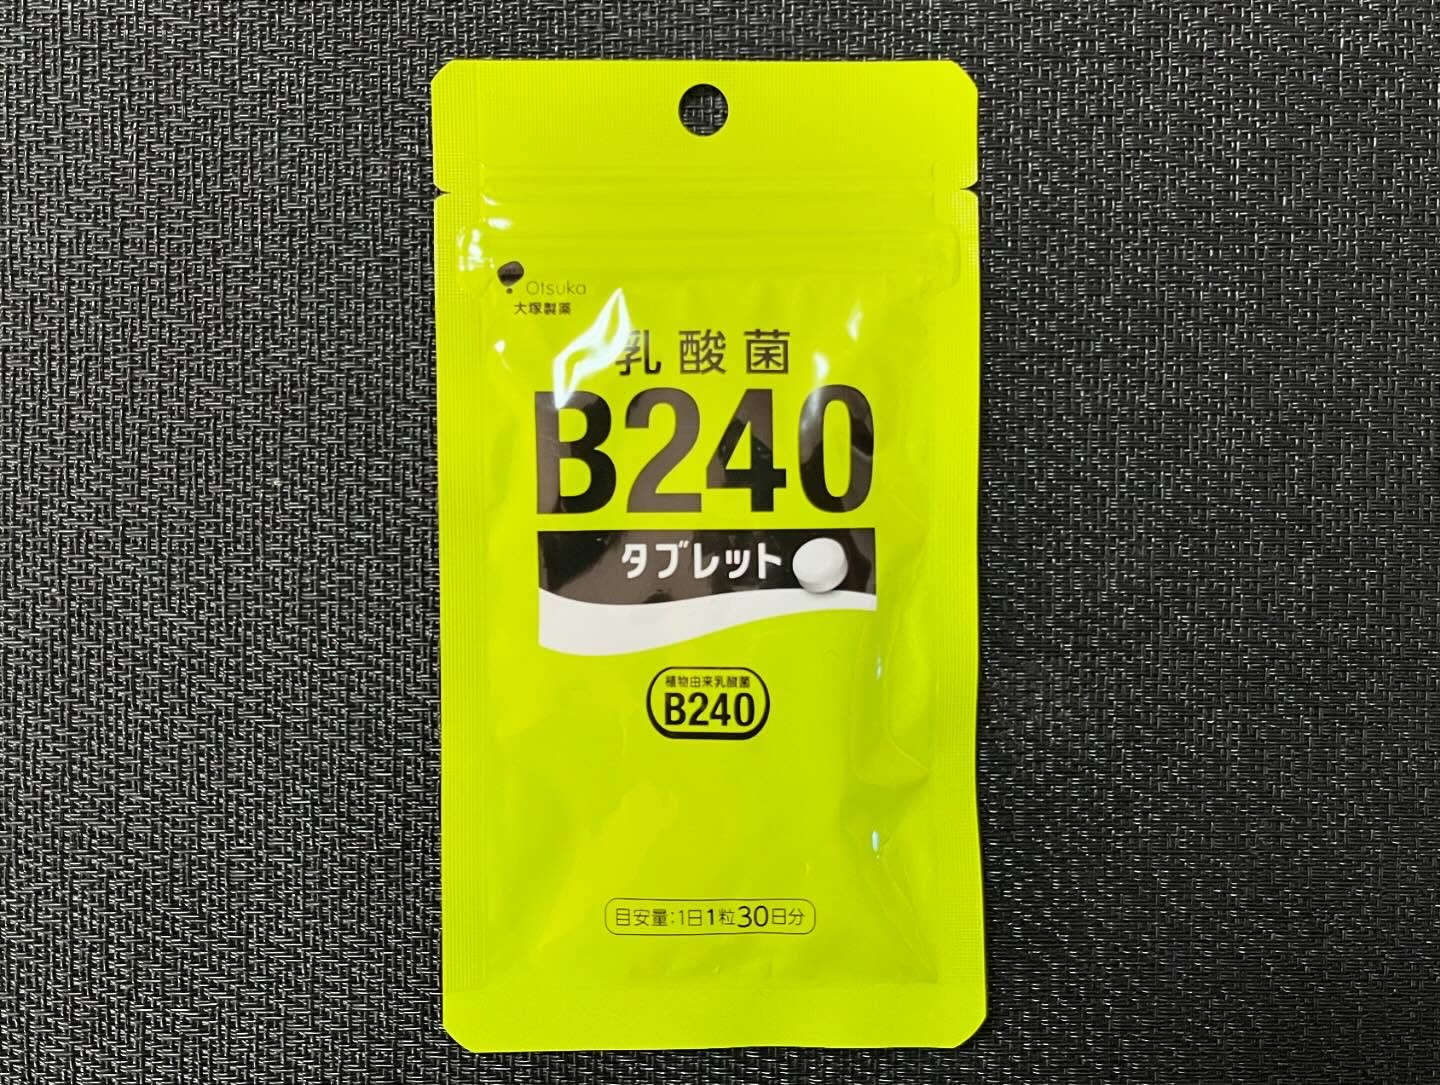 Otsuka
大塚製薬
乳酸菌
B240
タブレット
植物由来乳酸菌
B240
目安量:1日1粒30日分